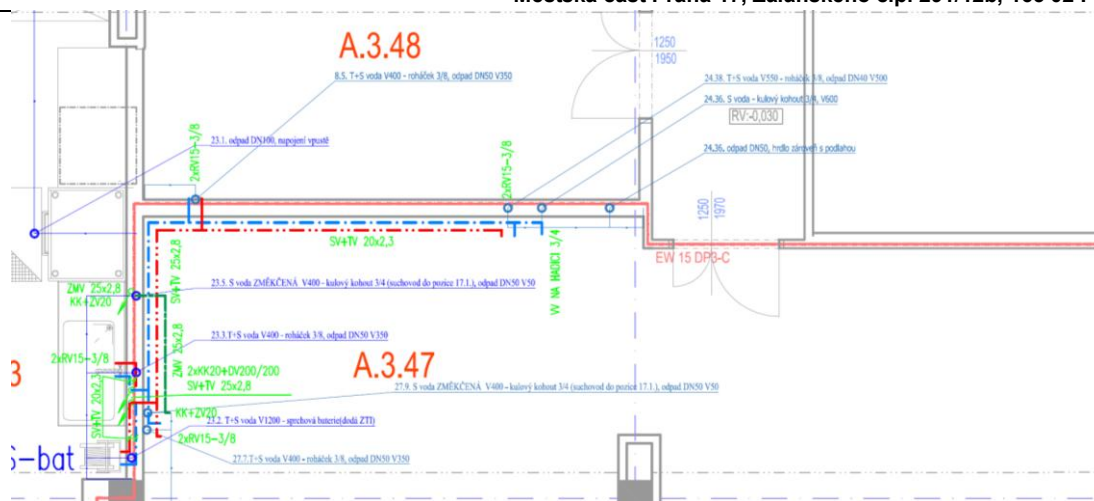 A.3.48
8.5. T+S voda V400 - roháček 3/8, odpad DN50 V350
1250
1950
24.38. T+S voda V550 - roháček 3/8, odpad DN40 V500
24.36. S voda - kulový kohout 3/4, V600
RV:-0,030
23.1. odpad DN100, napojení vpustě
2xRV15-3/8
2xRV15-3/8
24.36. odpad DN50, hrdlo zároveň s podlahou
1250
1970
SV+TV 20x2,3
SV+TV 25x2,8
VV NA HADICI 3/4
EW 15 DP3-C
ZMV 25x2,8
KK+ZV20
23.5. S voda ZMĚKČENÁ V400 - kulový kohout 3/4 (suchovod do pozice 17.1.), odpad DN50 V50
23.3.T+S voda V400 - roháček 3/8, odpad DN50 V350
ZMV 25x2,8
2xRV15-3/8
A.3.47
3
2xKK20+OV200/200
SV+TV 25x2,8
SV+TV 20x2,3
27.9. S voda ZMĚKČENÁ V400 - kulový kohout 3/4 (suchovod do pozice 17.1.), odpad DN50 V50
KK+ZV20
23.2. T+S voda V1200 - sprchová baterie(dodá ZTI)
2xRV15-3/8
S-bat
27.7.T+S voda V400 - roháček 3/8, odpad DN50 V350